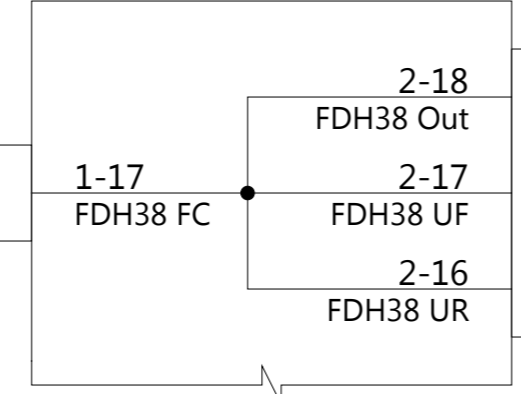 2-18
FDH38 Out
1-17
FDH38 FC
2-17
FDH38 UF
2-16
FDH38 UR